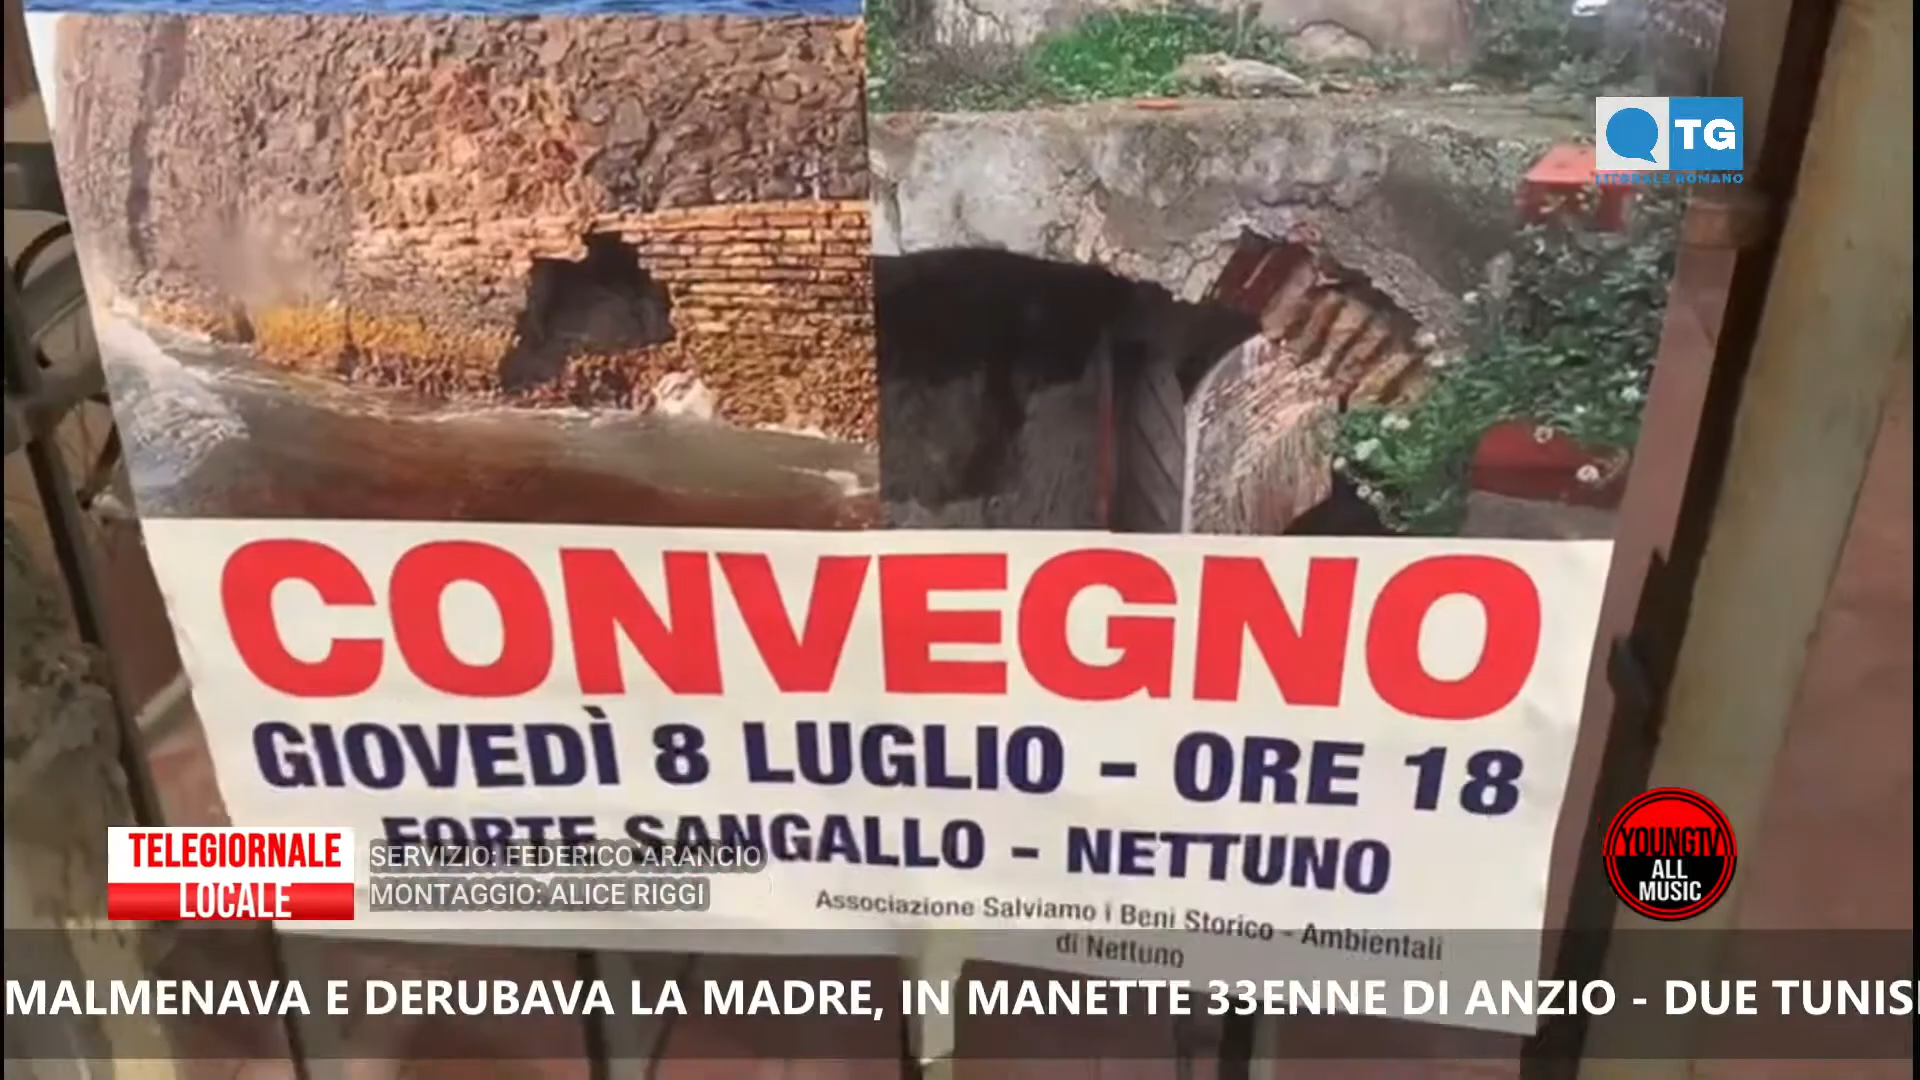 TG
LITORALE ROMANO
CONVEGNO
GIOVEDÌ 8 LUGLIO - ORE 18
FORTE SANGALLO - NETTUNO
Associazione Salviamo i Beni Storico - Ambientali
di Nettuno
TELEGIORNALE
LOCALE
SERVIZIO: FEDERICO ARANCIO
MONTAGGIO: ALICE RIGGI
YOUNGTV
ALL
MUSIC
MALMENAVA E DERUBAVA LA MADRE, IN MANETTE 33ENNE DI ANZIO - DUE TUNISI